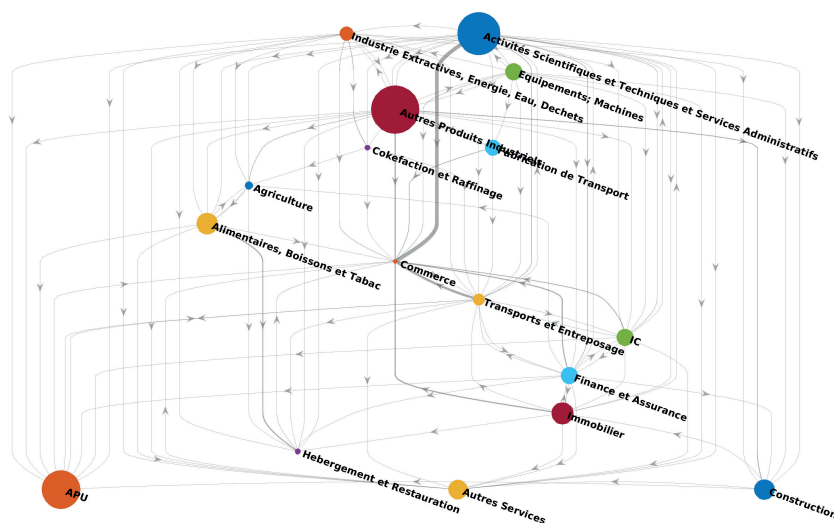 Industrie Extractives, Energie, Eau, Dechets
Activités Scientifiques et Techniques et Services Administratifs
Equipements; Machines
Autres Produits Industriels
Fabrication de Transport
Cokefaction et Raffinage
Agriculture
Alimentaires, Boissons et Tabac
Commerce
Transports et Entreposage
IC
Finance et Assurance
Immobilier
Hebergement et Restauration
APU
Autres Services
Construction